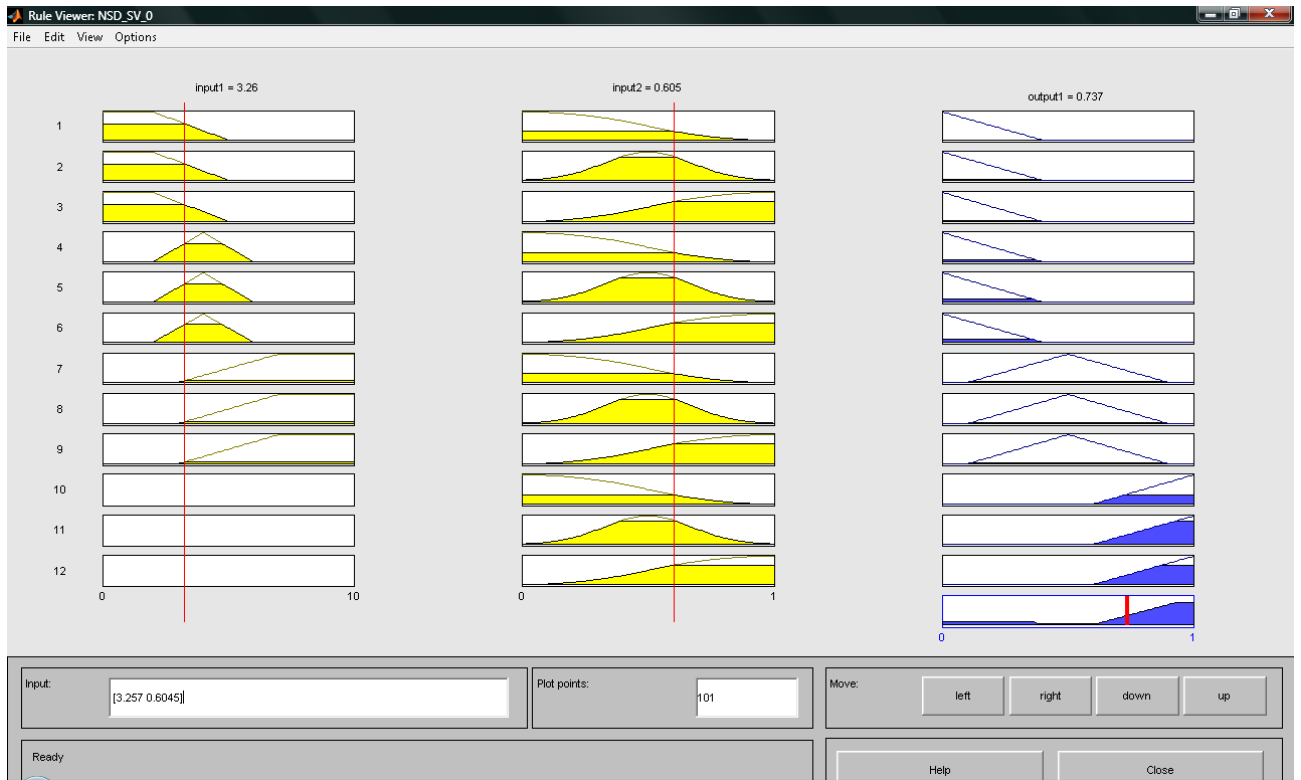 Rule Viewer: NSD_SV_0
File Edit View Options
input1 = 3.26
input2 = 0.605
output1 = 0.737
1
2
3
4
5
6
7
8
9
10
11
12
0 10
0 1
0 1
Input:
[3.257 0.6045]
Plot points:
101
Move:
left right down up
Ready
Help Close